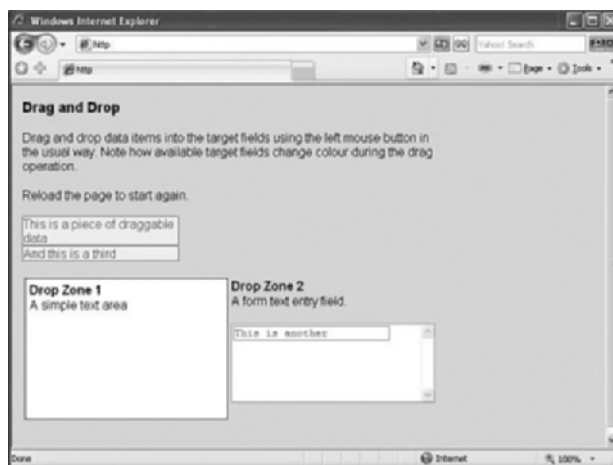 Windows Internet Explorer
http
Yahoo! Search
http
Page
Tools
Drag and Drop
Drag and drop data items into the target fields using the left mouse button in
the usual way. Note how available target fields change colour during the drag
operation.
Reload the page to start again.
This is a piece of draggable
data
And this is a third
Drop Zone 1
A simple text area
Drop Zone 2
A form text entry field.
This is another
Done
Internet
100%